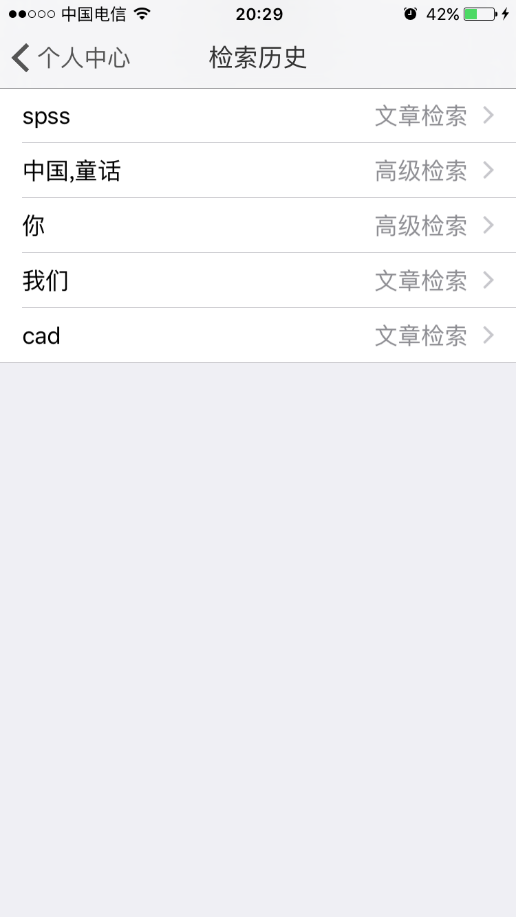 中国电信 20:29 42%
个人中心 检索历史
spss 文章检索
中国,童话 高级检索
你 高级检索
我们 文章检索
cad 文章检索